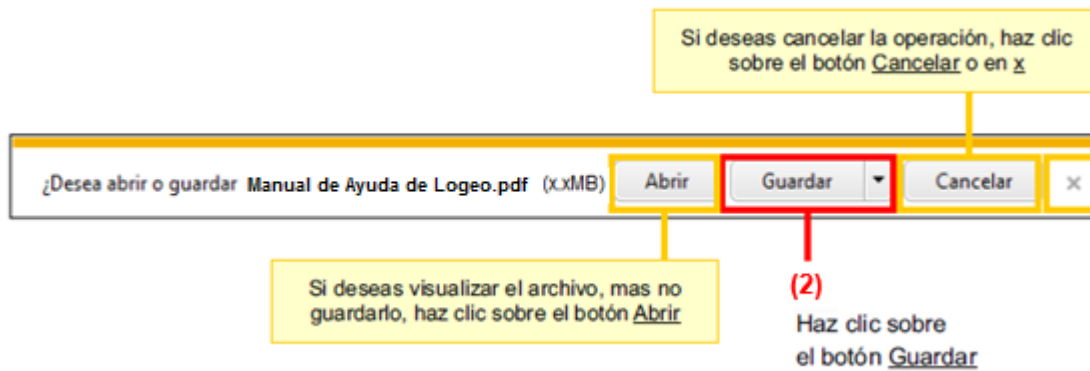 Si deseas cancelar la operación, haz clic
sobre el botón Cancelar o en x
¿Desea abrir o guardar Manual de Ayuda de Logeo.pdf (x.xMB) Abrir Guardar Cancelar x
Si deseas visualizar el archivo, mas no
guardarlo, haz clic sobre el botón Abrir
(2)
Haz clic sobre
el botón Guardar